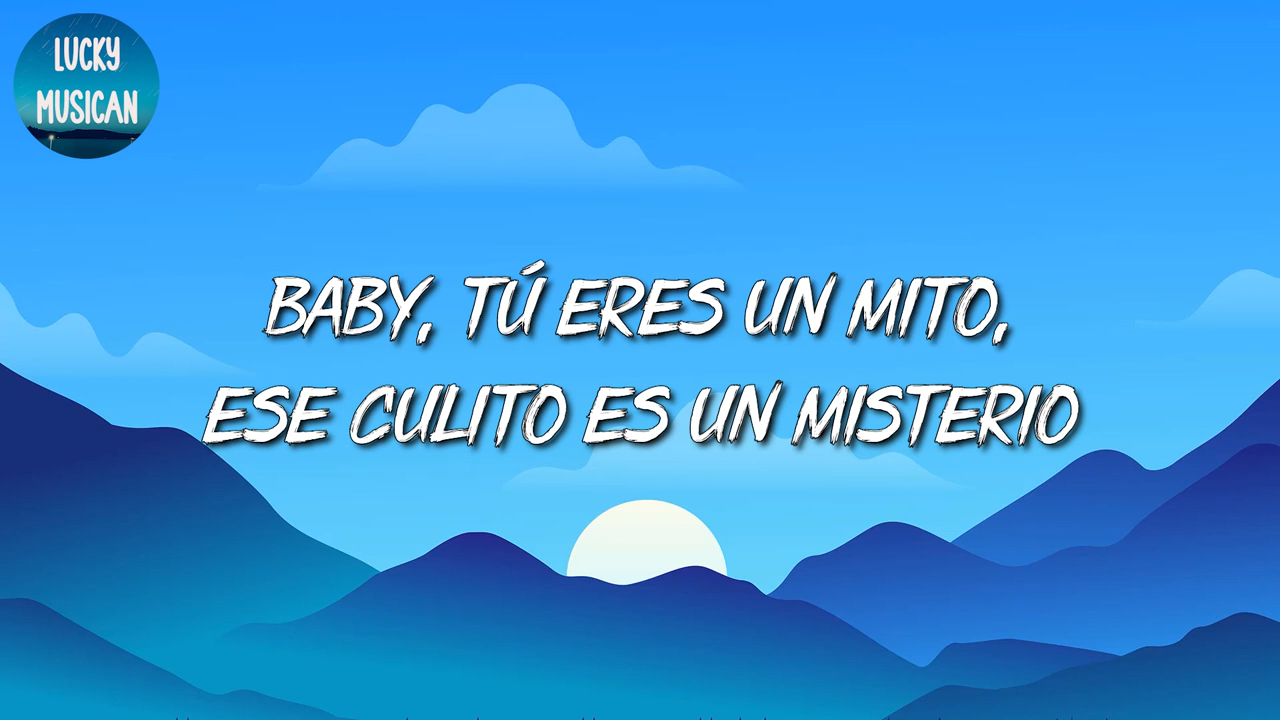 LUCKY
MUSICAN
BABY, TÚ ERES UN MITO,
ESE CULITO ES UN MISTERIO